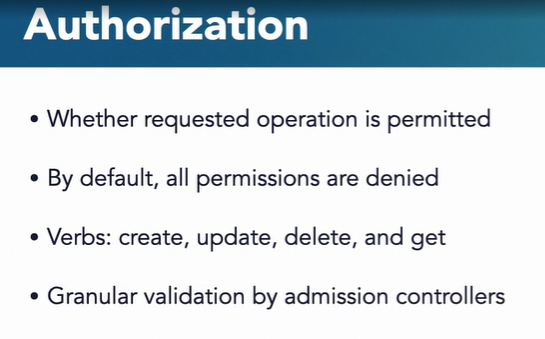 Authorization
• Whether requested operation is permitted
• By default, all permissions are denied
• Verbs: create, update, delete, and get
• Granular validation by admission controllers